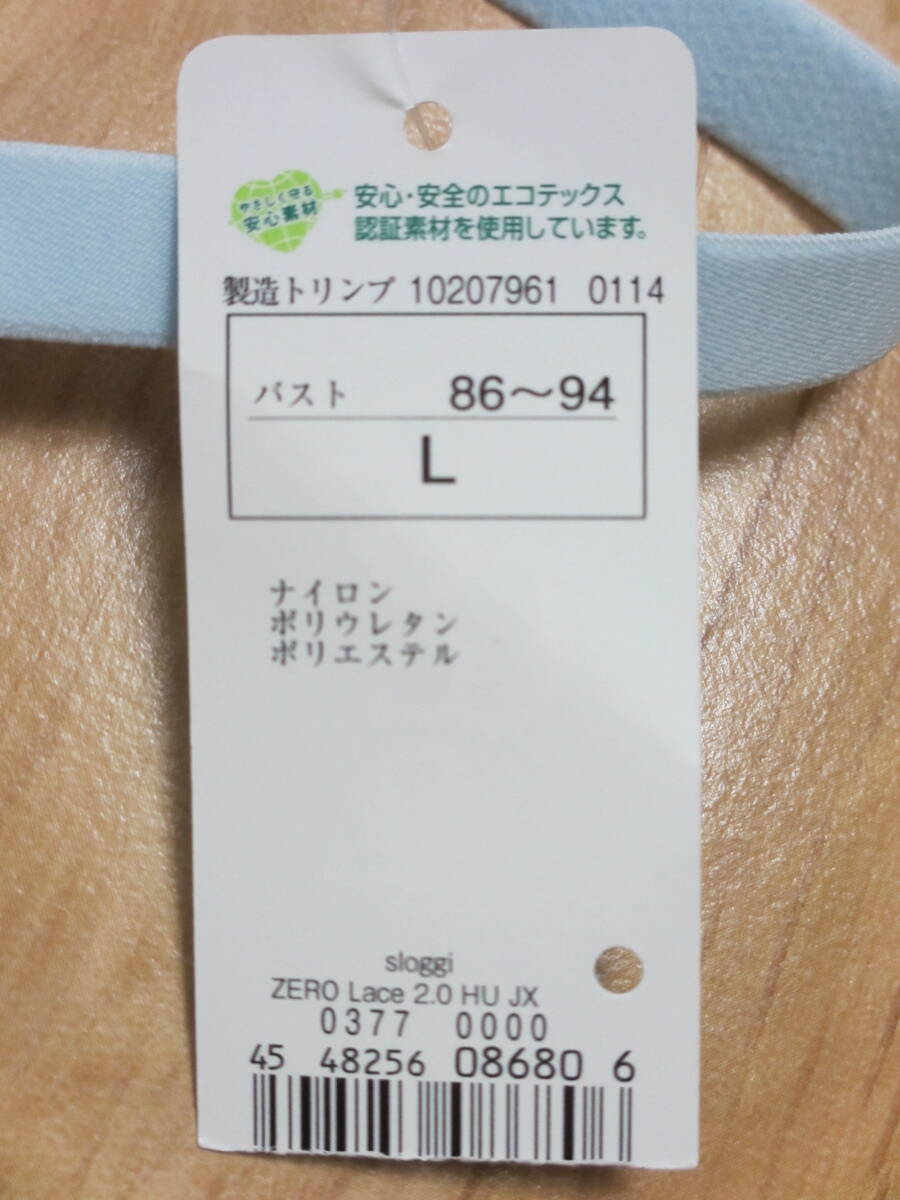 やさしく守る
安心素材
安心・安全のエコテックス
認証素材を使用しています。
製造トリンプ 10207961 0114
バスト 86〜94
L
ナイロン
ポリウレタン
ポリエステル
sloggi
ZERO Lace 2.0 HU JX
0377 0000
45 48256 08680 6